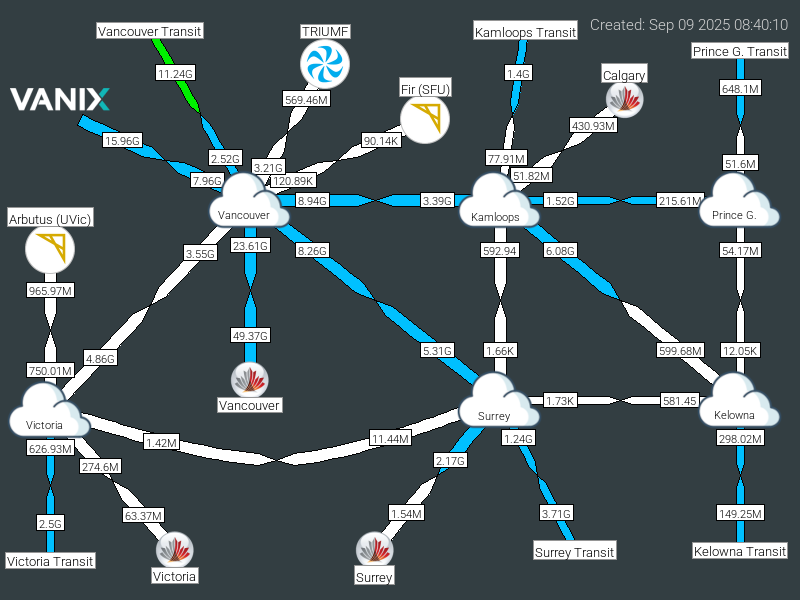 Created: Sep 09 2025 08:40:10
Vancouver Transit
TRIUMF
Kamloops Transit
Prince G. Transit
11.24G
569.46M
Fir (SFU)
1.4G
Calgary
648.1M
VANIX
15.96G
90.14K
430.93M
2.52G
3.21G
77.91M
51.6M
7.96G
120.89K
51.82M
8.94G
3.39G
1.52G
215.61M
Vancouver
Kamloops
Prince G.
Arbutus (UVic)
3.55G
23.61G
8.26G
592.94
6.08G
54.17M
965.97M
49.37G
4.86G
5.31G
1.66K
599.68M
12.05K
750.01M
Vancouver
1.73K
581.45
Victoria
Surrey
Kelowna
626.93M
1.42M
11.44M
1.24G
298.02M
274.6M
2.17G
2.5G
63.37M
1.54M
3.71G
149.25M
Victoria Transit
Victoria
Surrey
Surrey Transit
Kelowna Transit